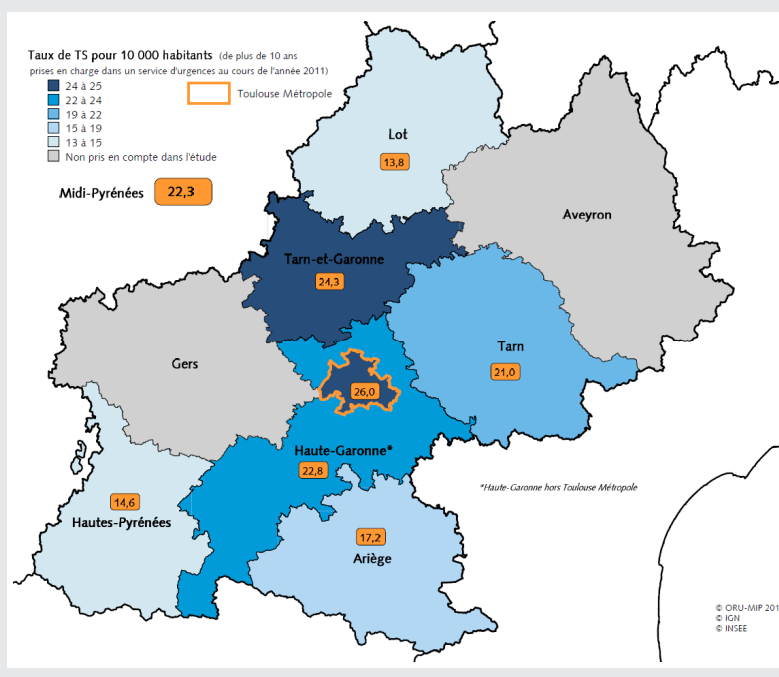 Taux de TS pour 10 000 habitants (de plus de 10 ans
prises en charge dans un service d'urgences au cours de l'année 2011)
24 à 25
22 à 24
19 à 22
15 à 19
13 à 15
Non pris en compte dans l'étude
Toulouse Métropole
Midi-Pyrénées 22,3
Lot
13,8
Aveyron
Tarn-et-Garonne
24,3
Tarn
21,0
Gers
26,0
Haute-Garonne*
22,8
*Haute-Garonne hors Toulouse Métropole
14,6
Hautes-Pyrénées
17,2
Ariège
© ORU-MIP 201
© IGN
© INSEE